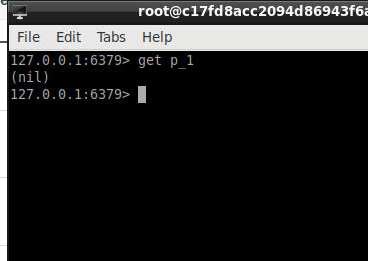 root@c17fd8acc2094d86943f6a
File Edit Tabs Help
127.0.0.1:6379> get p_1
(nil)
127.0.0.1:6379>